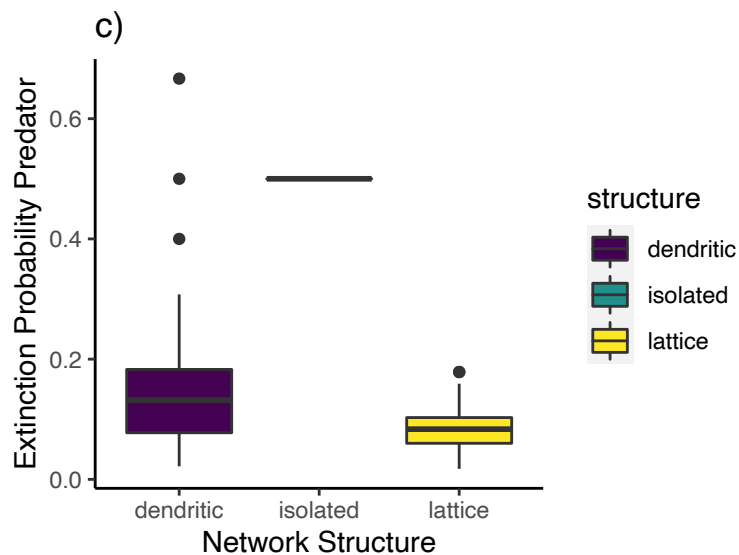 c)
Extinction Probability Predator
0.6
0.4
0.2
0.0
dendritic
isolated
lattice
Network Structure
structure
dendritic
isolated
lattice